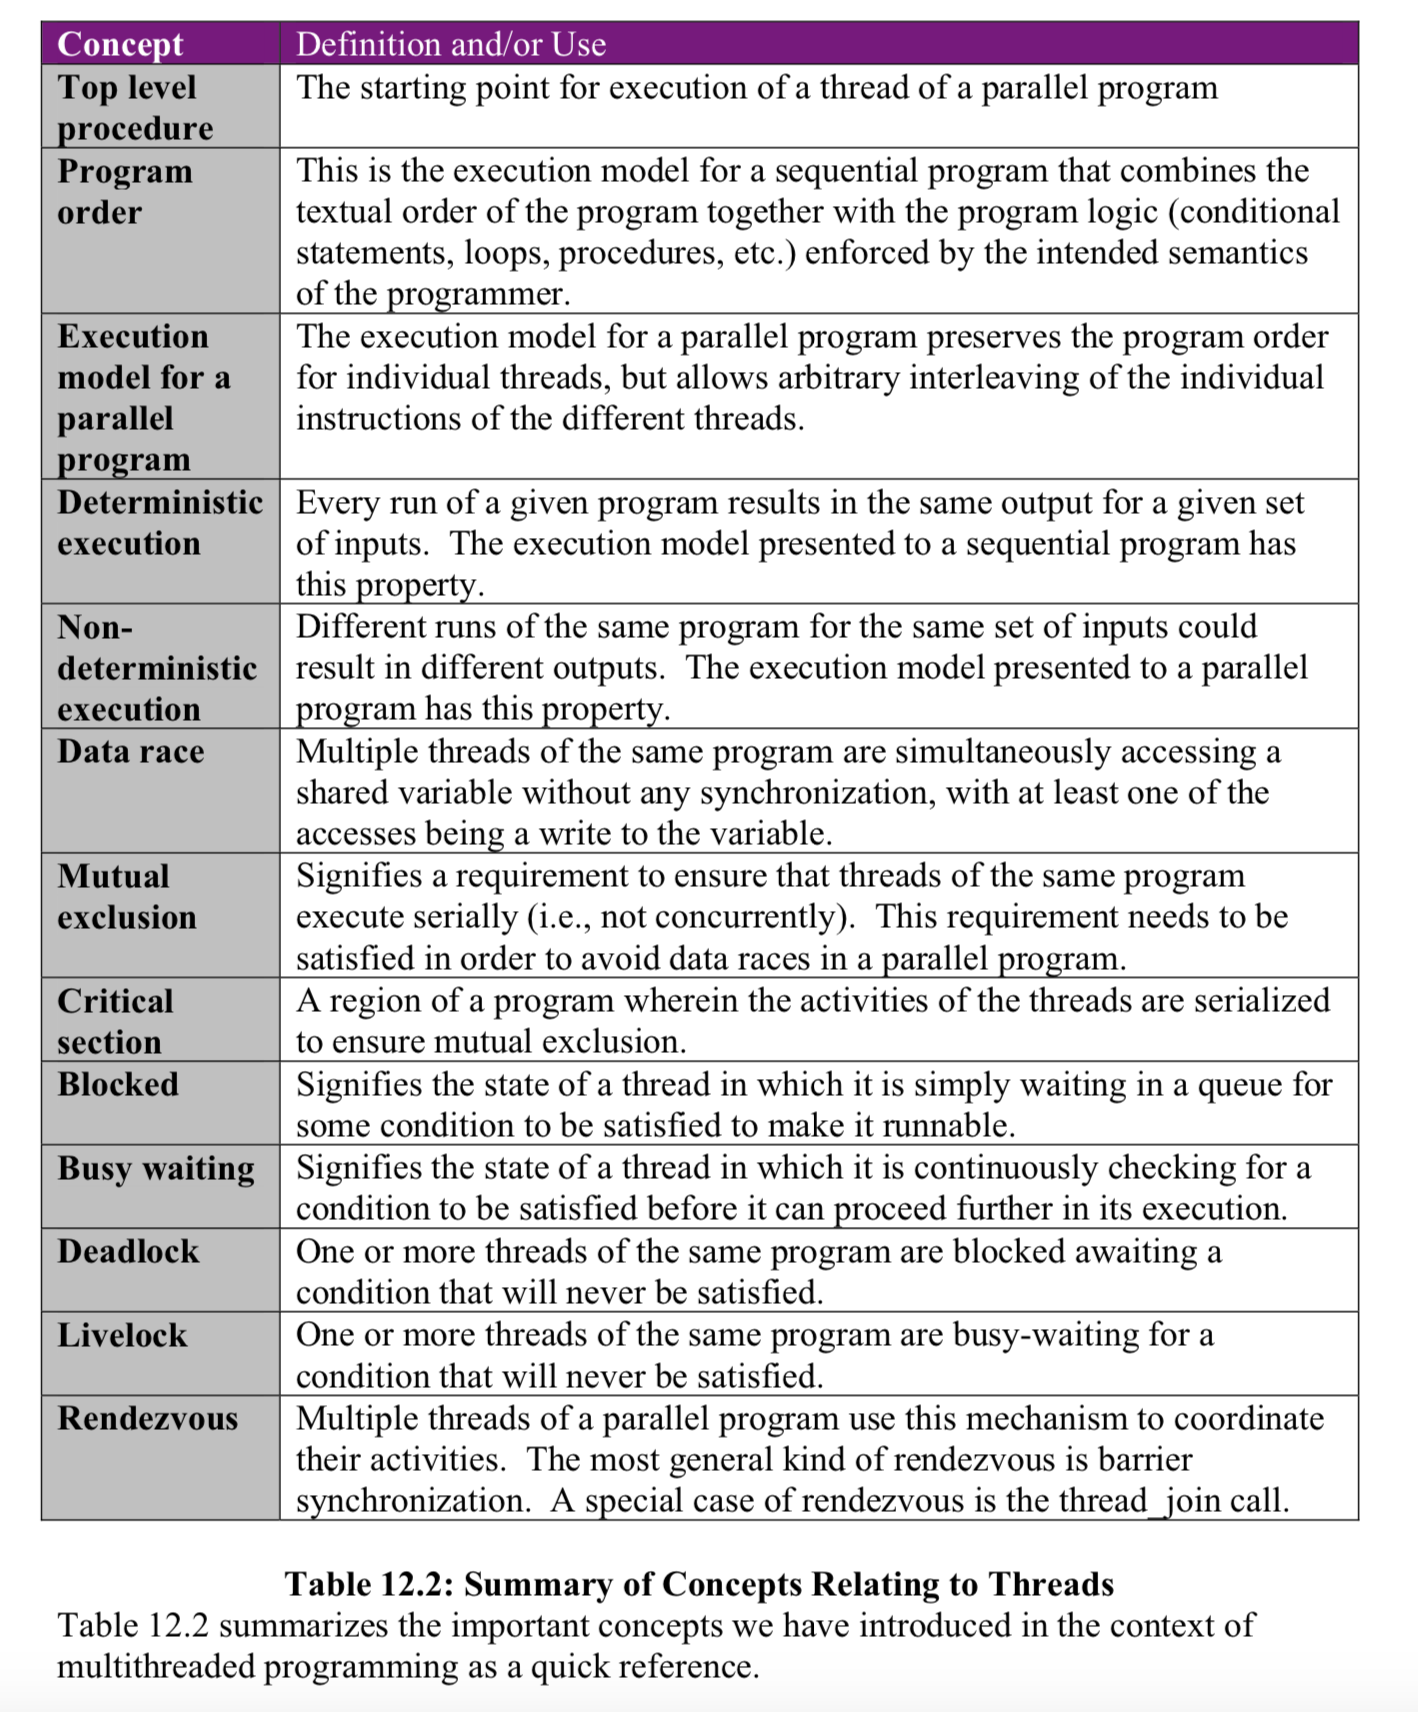 Concept Definition and/or Use
Top level The starting point for execution of a thread of a parallel program
procedure
Program This is the execution model for a sequential program that combines the
order textual order of the program together with the program logic (conditional
statements, loops, procedures, etc.) enforced by the intended semantics
of the programmer.
Execution The execution model for a parallel program preserves the program order
model for a for individual threads, but allows arbitrary interleaving of the individual
parallel instructions of the different threads.
program
Deterministic Every run of a given program results in the same output for a given set
execution of inputs.  The execution model presented to a sequential program has
this property.
Non- Different runs of the same program for the same set of inputs could
deterministic result in different outputs.  The execution model presented to a parallel
execution program has this property.
Data race Multiple threads of the same program are simultaneously accessing a
shared variable without any synchronization, with at least one of the
accesses being a write to the variable.
Mutual Signifies a requirement to ensure that threads of the same program
exclusion execute serially (i.e., not concurrently).  This requirement needs to be
satisfied in order to avoid data races in a parallel program.
Critical A region of a program wherein the activities of the threads are serialized
section to ensure mutual exclusion.
Blocked Signifies the state of a thread in which it is simply waiting in a queue for
some condition to be satisfied to make it runnable.
Busy waiting Signifies the state of a thread in which it is continuously checking for a
condition to be satisfied before it can proceed further in its execution.
Deadlock One or more threads of the same program are blocked awaiting a
condition that will never be satisfied.
Livelock One or more threads of the same program are busy-waiting for a
condition that will never be satisfied.
Rendezvous Multiple threads of a parallel program use this mechanism to coordinate
their activities.  The most general kind of rendezvous is barrier
synchronization.  A special case of rendezvous is the thread_join call.
Table 12.2: Summary of Concepts Relating to Threads
Table 12.2 summarizes the important concepts we have introduced in the context of
multithreaded programming as a quick reference.